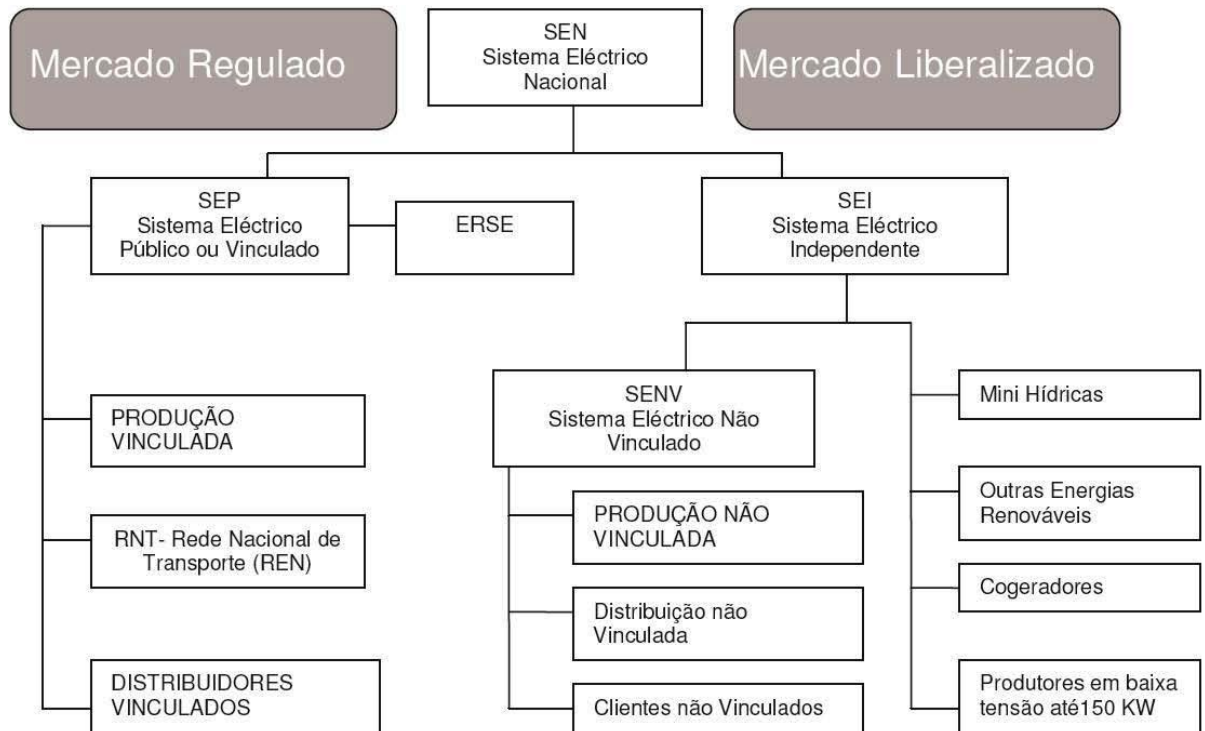 Mercado Regulado
SEN
Sistema Eléctrico
Nacional
Mercado Liberalizado
SEP
Sistema Eléctrico
Público ou Vinculado
ERSE
SEI
Sistema Eléctrico
Independente
PRODUÇÃO
VINCULADA
RNT- Rede Nacional de
Transporte (REN)
DISTRIBUIDORES
VINCULADOS
SENV
Sistema Eléctrico Não
Vinculado
PRODUÇÃO NÃO
VINCULADA
Distribuição não
Vinculada
Clientes não Vinculados
Mini Hídricas
Outras Energias
Renováveis
Cogeradores
Produtores em baixa
tensão até150 KW